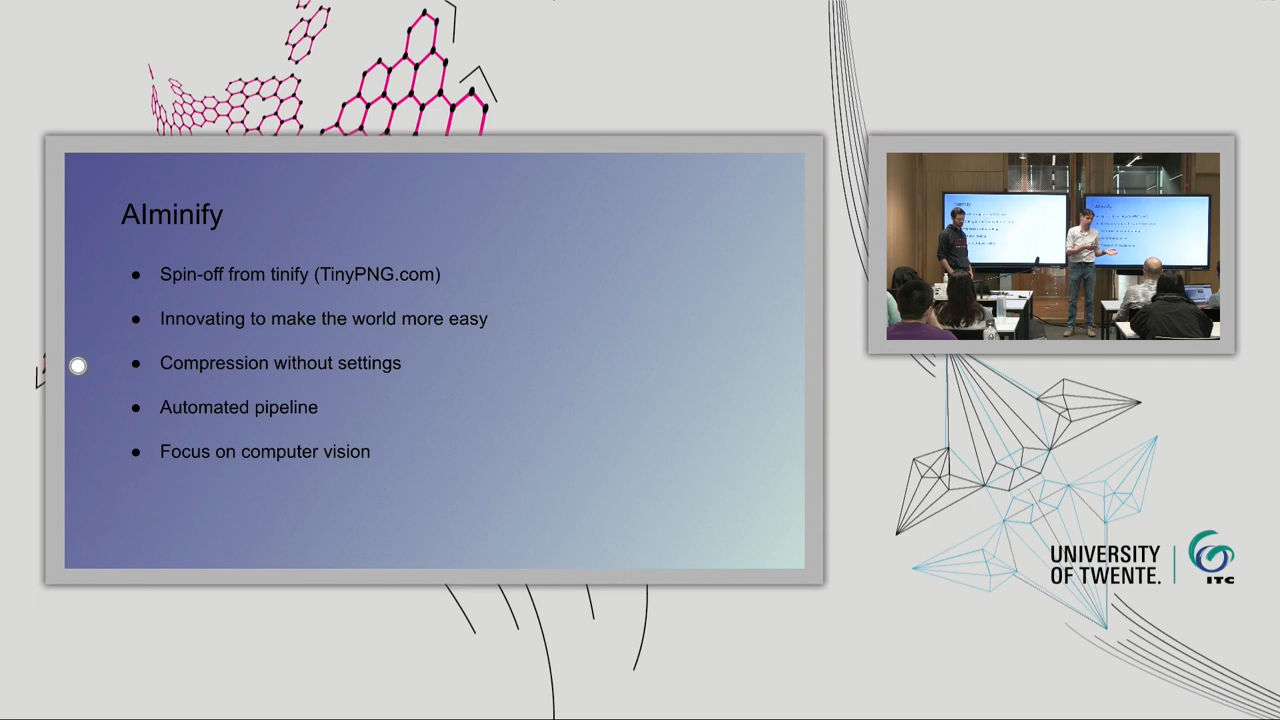 AIminify
● Spin-off from tinify (TinyPNG.com)
● Innovating to make the world more easy
● Compression without settings
● Automated pipeline
● Focus on computer vision
UNIVERSITY
OF TWENTE.
ITC